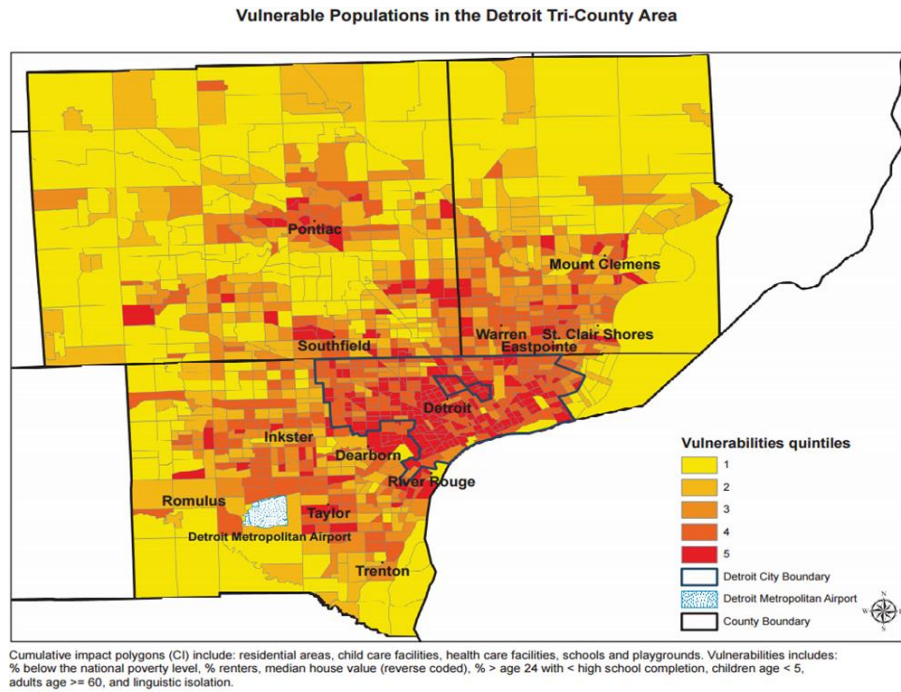 Vulnerable Populations in the Detroit Tri-County Area
Pontiac
Mount Clemens
Warren
St. Clair Shores
Eastpointe
Southfield
Detroit
Inkster
Dearborn
River Rouge
Romulus
Taylor
Detroit Metropolitan Airport
Trenton
Vulnerabilities quintiles
1
2
3
4
5
Detroit City Boundary
Detroit Metropolitan Airport
County Boundary
N
W
E
S
Cumulative impact polygons (CI) include: residential areas, child care facilities, health care facilities, schools and playgrounds. Vulnerabilities includes:
% below the national poverty level, % renters, median house value (reverse coded), % > age 24 with < high school completion, children age < 5,
adults age >= 60, and linguistic isolation.